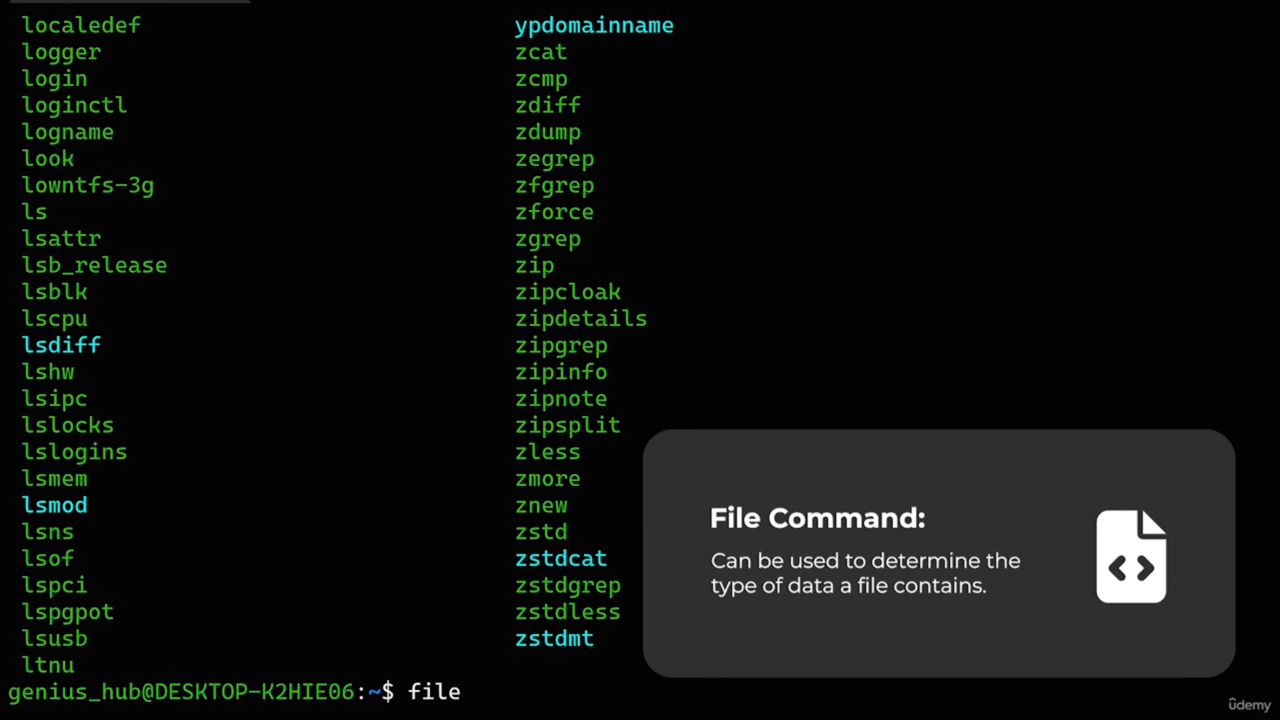 localedef
logger
login
loginctl
logname
look
lowntfs-3g
ls
lsattr
lsb_release
lsblk
lscpu
lsdiff
lshw
lsipc
lslocks
lslogins
lsmem
lsmod
lsns
lsof
lspci
lspgpot
lsusb
ltnu
ypdomainname
zcat
zcmp
zdiff
zdump
zegrep
zfgrep
zforce
zgrep
zip
zipcloak
zipdetails
zipgrep
zipinfo
zipnote
zipsplit
zless
zmore
znew
zstd
zstdcat
zstdgrep
zstdless
zstdmt
genius_hub@DESKTOP-K2HIE06:~$ file
File Command:
Can be used to determine the
type of data a file contains.
ûdemy